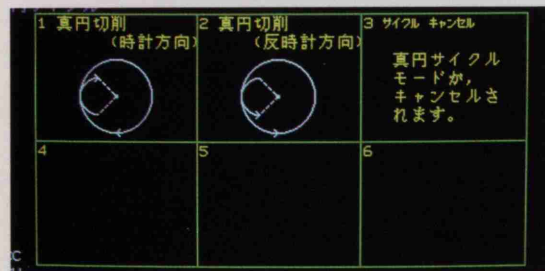 1 真円切削
(時計方向)
2 真円切削
(反時計方向)
3 サイクル キャンセル
真円サイクル
モードが,
キャンセルさ
れます。
4
5
6